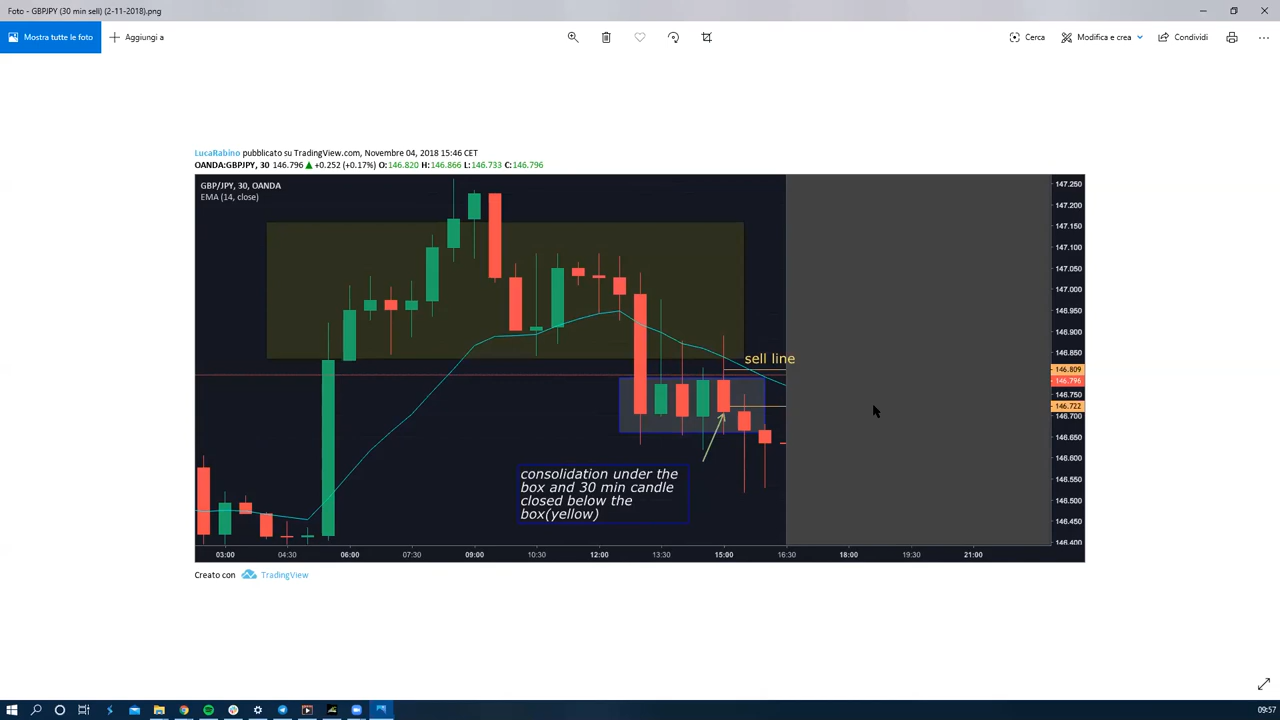 Foto - GBPJPY (30 min sell) (2-11-2018).png
Mostra tutte le foto
Aggiungi a
Cerca
Modifica e crea
Condividi
LucaRabino pubblicato su TradingView.com, Novembre 04, 2018 15:46 CET
OANDA:GBPJPY, 30 146.796 ▲ +0.252 (+0.17%) O:146.820 H:146.866 L:146.733 C:146.796
GBP/JPY, 30, OANDA
EMA (14, close)
147.250
147.200
147.150
147.100
147.050
147.000
146.950
146.900
146.850
sell line
146.809
146.796
146.750
146.722
146.700
146.650
146.600
146.550
146.500
146.450
146.400
consolidation under the
box and 30 min candle
closed below the
box(yellow)
03:00 04:30 06:00 07:30 09:00 10:30 12:00 13:30 15:00 16:30 18:00 19:30 21:00
Creato con TradingView
09:57